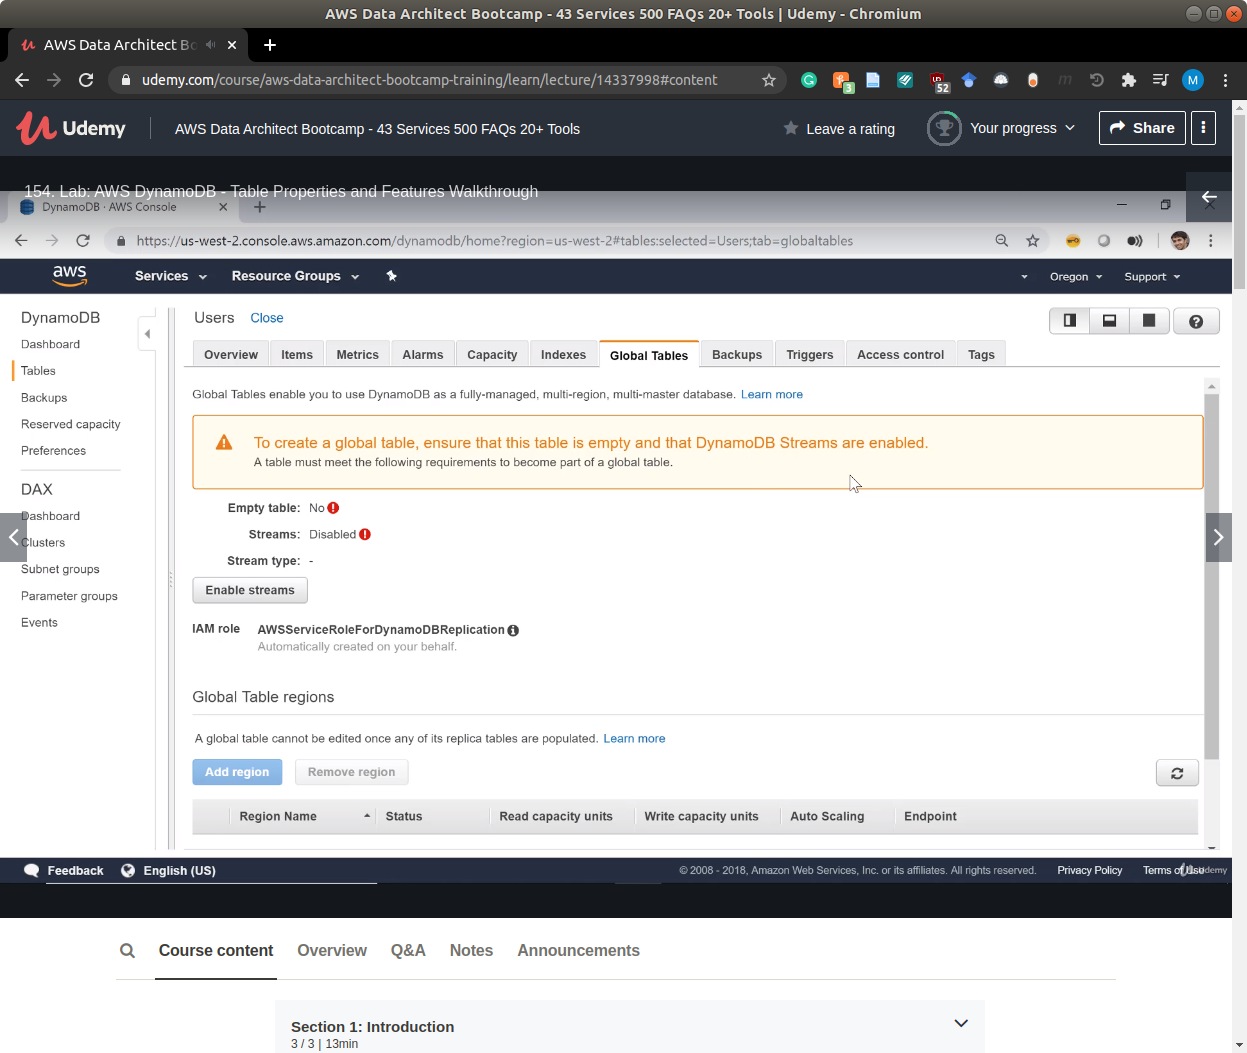 AWS Data Architect Bootcamp - 43 Services 500 FAQs 20+ Tools | Udemy - Chromium
AWS Data Architect Bo
udemy.com/course/aws-data-architect-bootcamp-training/learn/lecture/14337998#content
3
52
M
Udemy
AWS Data Architect Bootcamp - 43 Services 500 FAQs 20+ Tools
Leave a rating
Your progress
Share
154. Lab: AWS DynamoDB - Table Properties and Features Walkthrough
DynamoDB · AWS Console
https://us-west-2.console.aws.amazon.com/dynamodb/home?region=us-west-2#tables:selected=Users;tab=globaltables
aws
Services
Resource Groups
Oregon
Support
DynamoDB
Dashboard
Tables
Backups
Reserved capacity
Preferences
DAX
Dashboard
Clusters
Subnet groups
Parameter groups
Events
Users Close
Overview Items Metrics Alarms Capacity Indexes Global Tables Backups Triggers Access control Tags
Global Tables enable you to use DynamoDB as a fully-managed, multi-region, multi-master database. Learn more
To create a global table, ensure that this table is empty and that DynamoDB Streams are enabled.
A table must meet the following requirements to become part of a global table.
Empty table: No
Streams: Disabled
Stream type: -
Enable streams
IAM role AWSServiceRoleForDynamoDBReplication
Automatically created on your behalf.
Global Table regions
A global table cannot be edited once any of its replica tables are populated. Learn more
Add region Remove region
Region Name Status Read capacity units Write capacity units Auto Scaling Endpoint
Feedback English (US)
© 2008 - 2018, Amazon Web Services, Inc. or its affiliates. All rights reserved. Privacy Policy Terms of Use
Udemy
Course content Overview Q&A Notes Announcements
Section 1: Introduction
3 / 3 | 13min